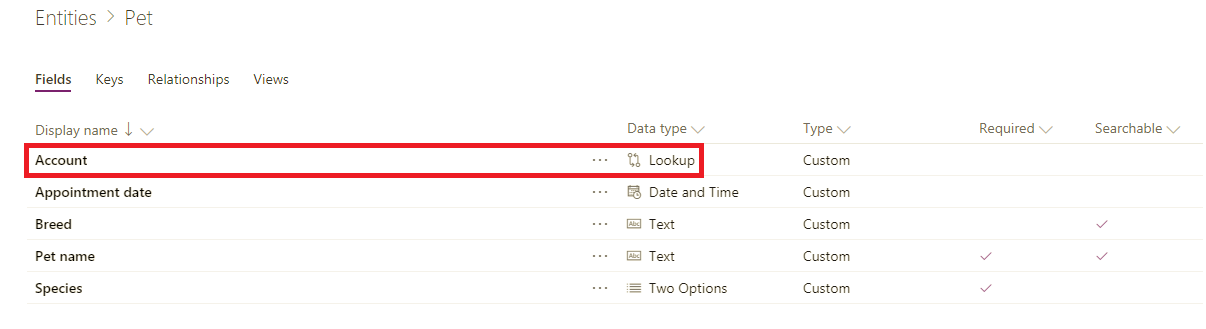 Entities > Pet
Fields Keys Relationships Views
Display name ↓ Data type Type Required Searchable
Account ... Lookup Custom
Appointment date ... Date and Time Custom
Breed ... Abc Text Custom
Pet name ... Abc Text Custom
Species ... Two Options Custom